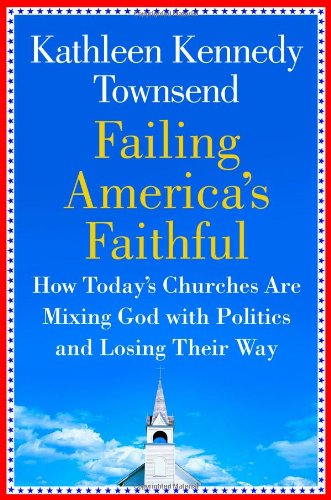 Kathleen Kennedy
Townsend
Failing
America's
Faithful
How Today's Churches Are
Mixing God with Politics
and Losing Their Way